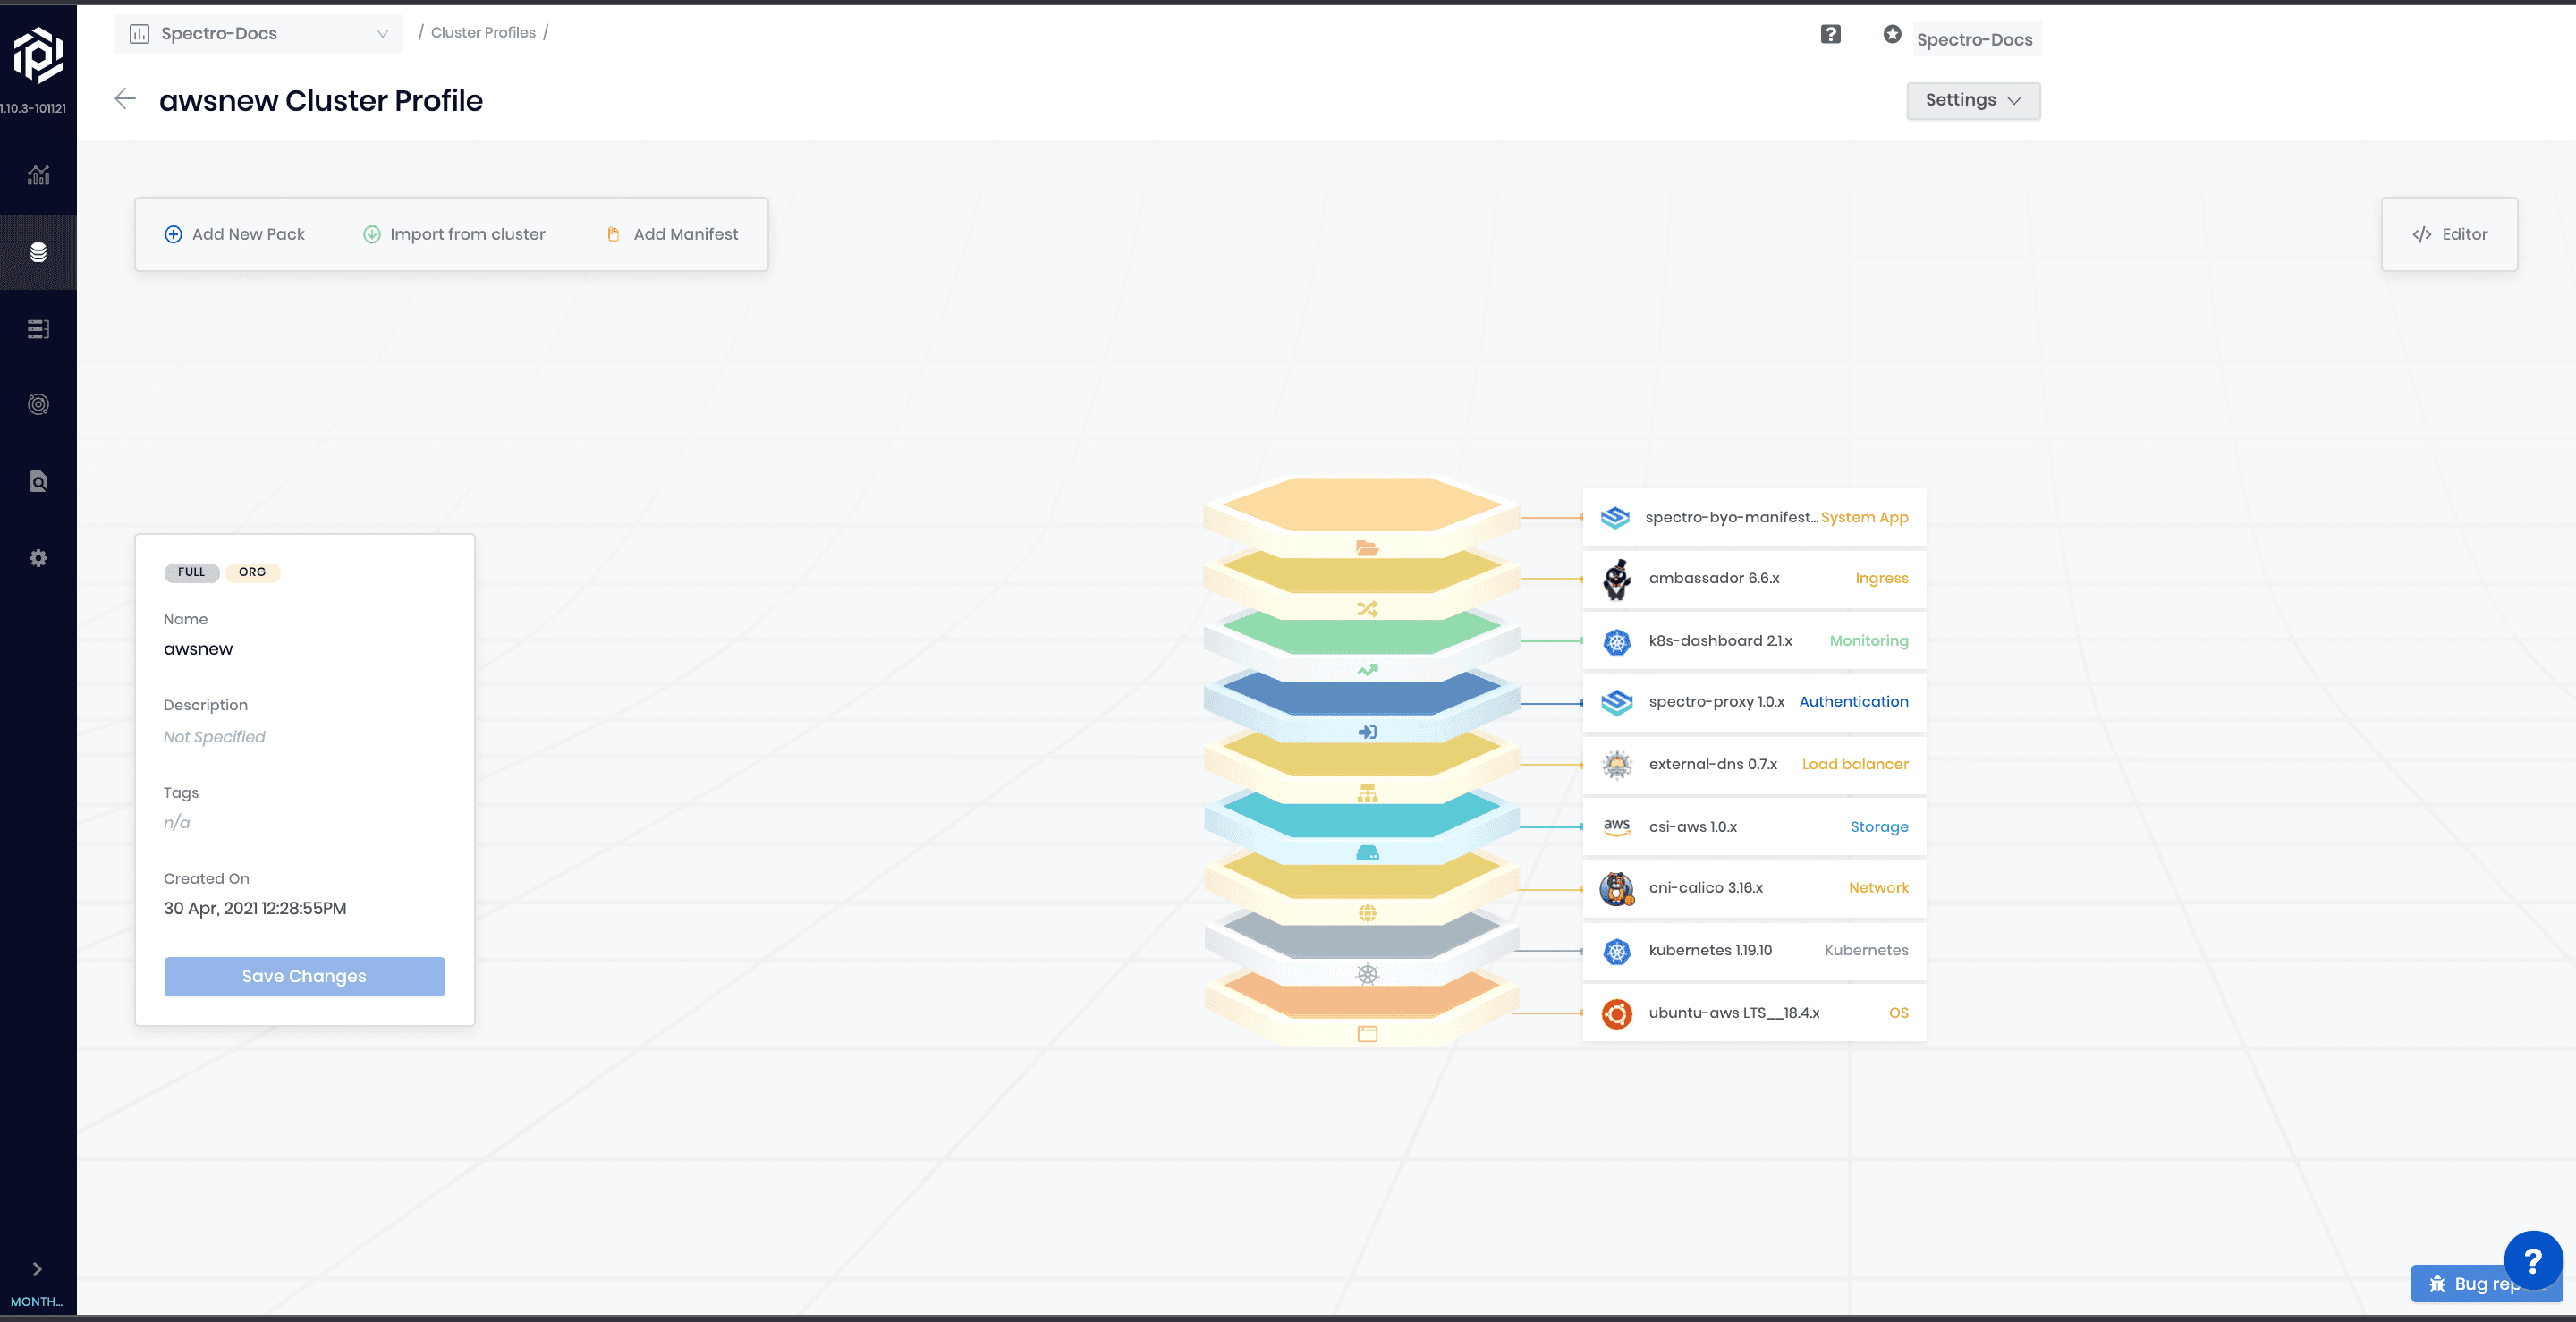 Spectro-Docs
/ Cluster Profiles /
Spectro-Docs
1.10.3-101121
awsnew Cluster Profile
Settings
Add New Pack
Import from cluster
Add Manifest
</> Editor
spectro-byo-manifest... System App
ambassador 6.6.x Ingress
k8s-dashboard 2.1.x Monitoring
spectro-proxy 1.0.x Authentication
external-dns 0.7.x Load balancer
aws csi-aws 1.0.x Storage
cni-calico 3.16.x Network
kubernetes 1.19.10 Kubernetes
ubuntu-aws LTS__18.4.x OS
FULL ORG
Name
awsnew
Description
Not Specified
Tags
n/a
Created On
30 Apr, 2021 12:28:55PM
Save Changes
MONTH...
Bug rep
?